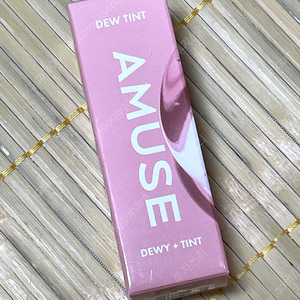 DEW TINT
AMUSE
DEWY + TINT